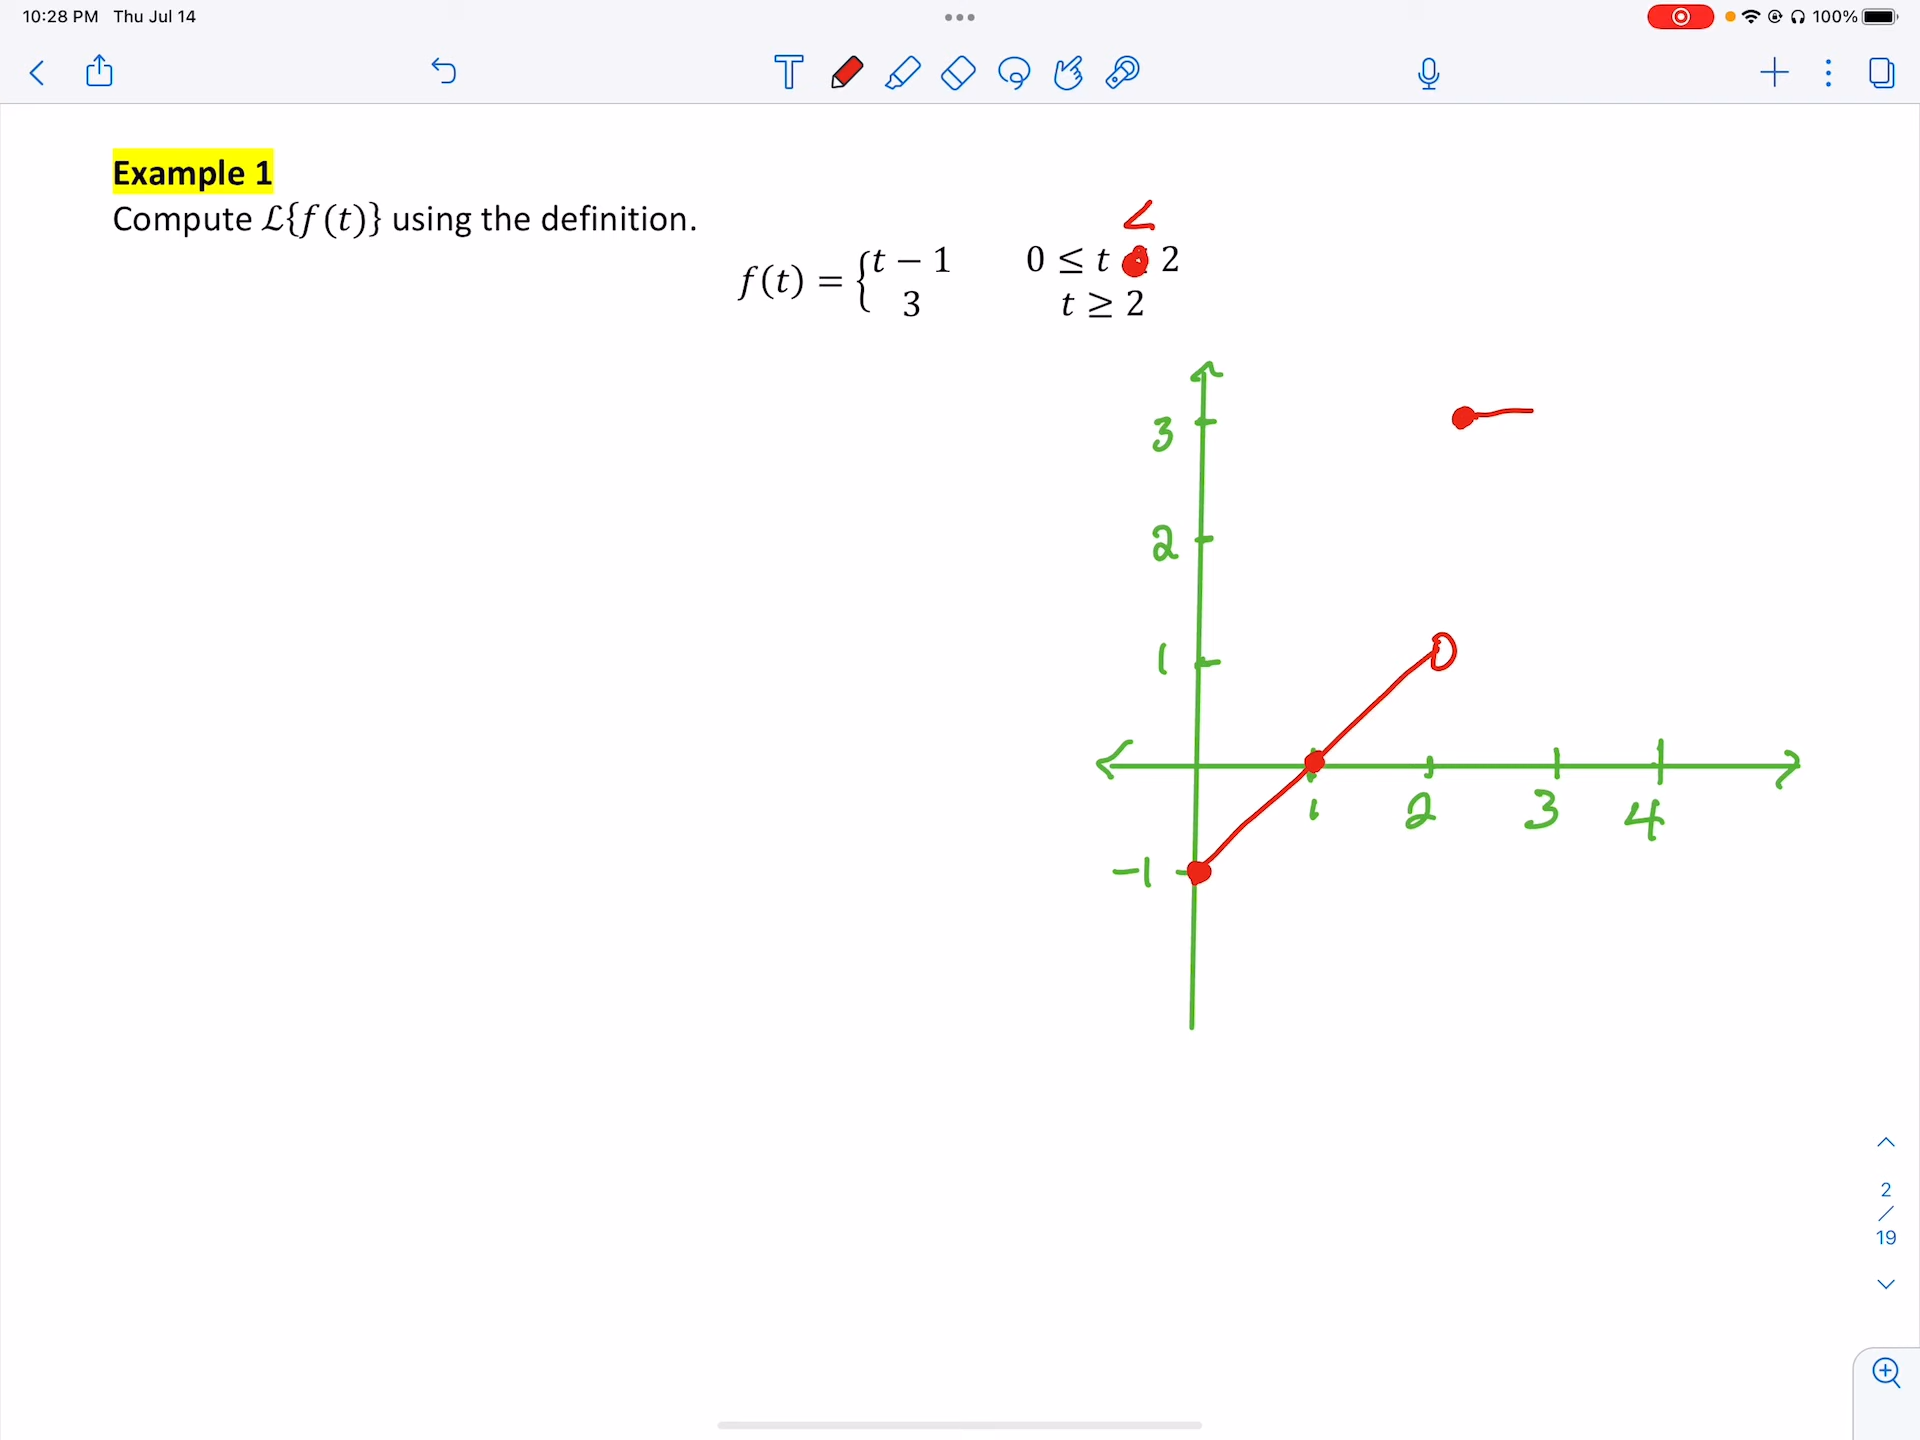 10:28 PM Thu Jul 14
100%
Example 1
Compute ℒ{f(t)} using the definition.
<
f(t) = { t − 1 0 ≤ t 2
3 t ≥ 2
3
2
1
1 2 3 4
-1
2
/
19